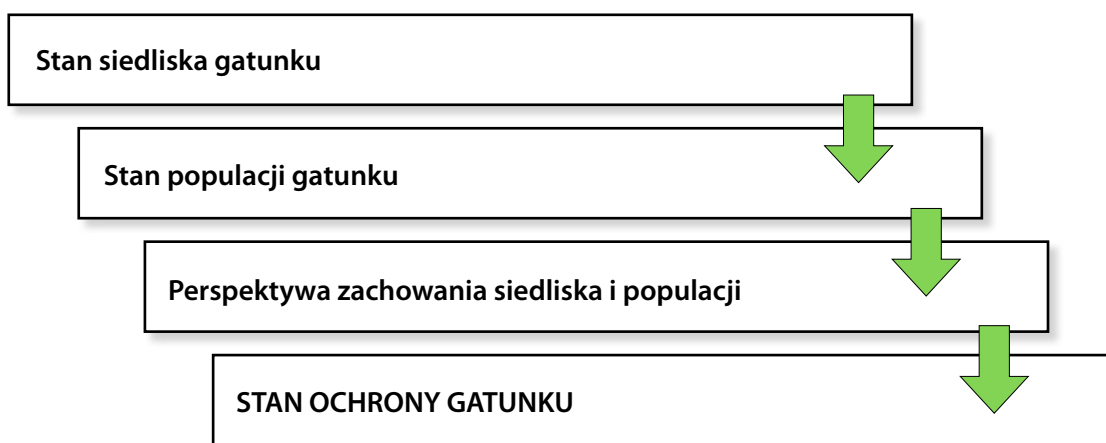 Stan siedliska gatunku
Stan populacji gatunku
Perspektywa zachowania siedliska i populacji
STAN OCHRONY GATUNKU